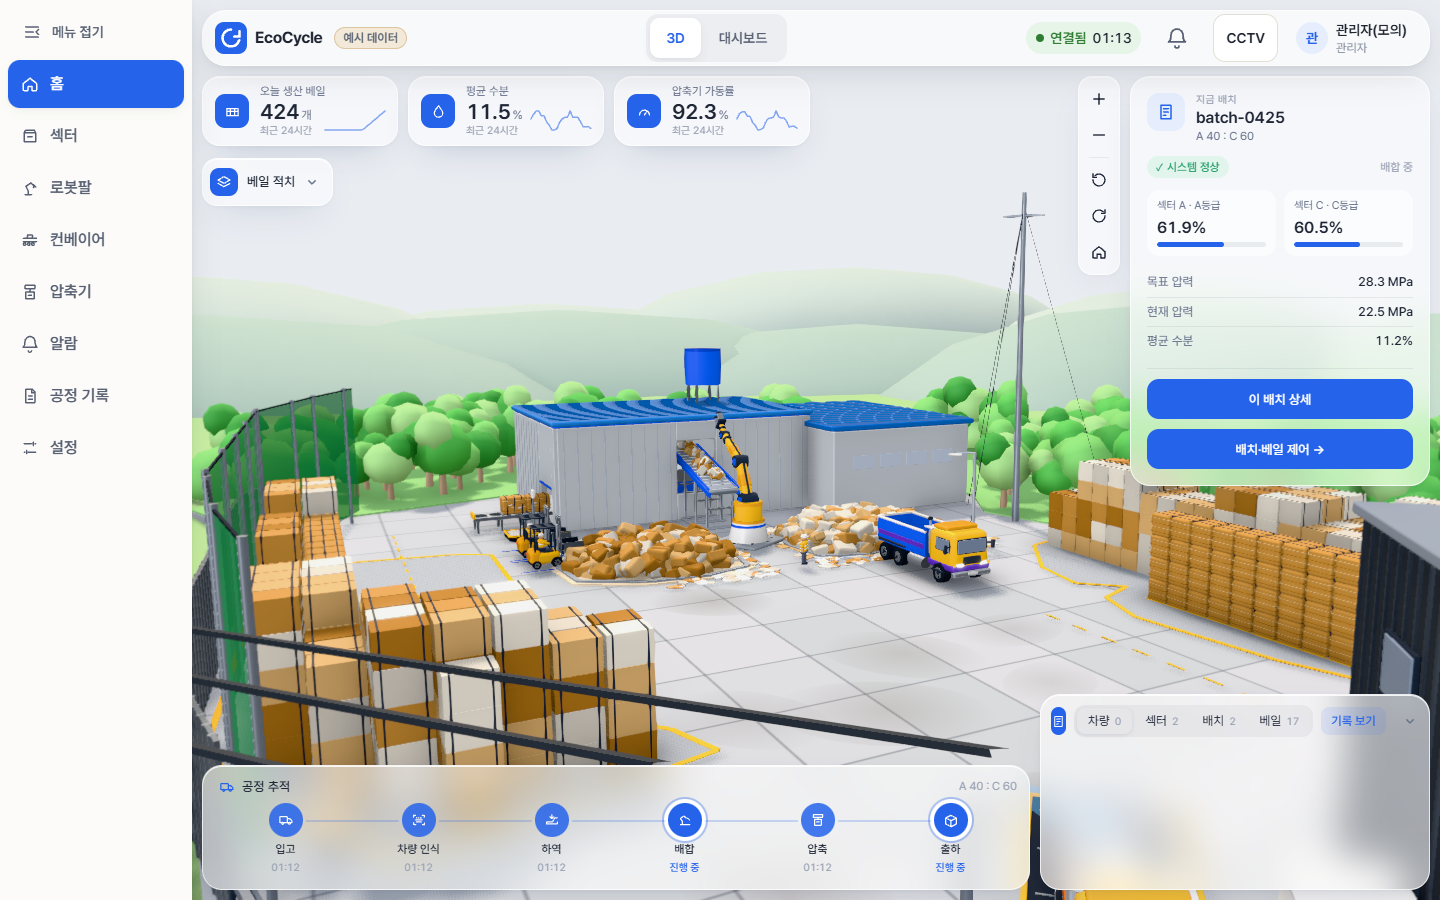 메뉴 접기
홈
섹터
로봇팔
컨베이어
압축기
알람
공정 기록
설정
EcoCycle 예시 데이터
3D 대시보드
연결됨 01:13
CCTV
관 관리자(모의)
관리자
오늘 생산 베일
424개
최근 24시간
평균 수분
11.5%
최근 24시간
압축기 가동률
92.3%
최근 24시간
베일 적치
지금 배치
batch-0425
A 40 : C 60
✓ 시스템 정상 배합 중
섹터 A · A등급
61.9%
섹터 C · C등급
60.5%
목표 압력 28.3 MPa
현재 압력 22.5 MPa
평균 수분 11.2%
이 배치 상세
배치·베일 제어 →
차량 0 섹터 2 배치 2 베일 17 기록 보기
공정 추적 A 40 : C 60
입고 차량 인식 하역 배합 압축 출하
01:12 01:12 01:12 진행 중 01:12 진행 중